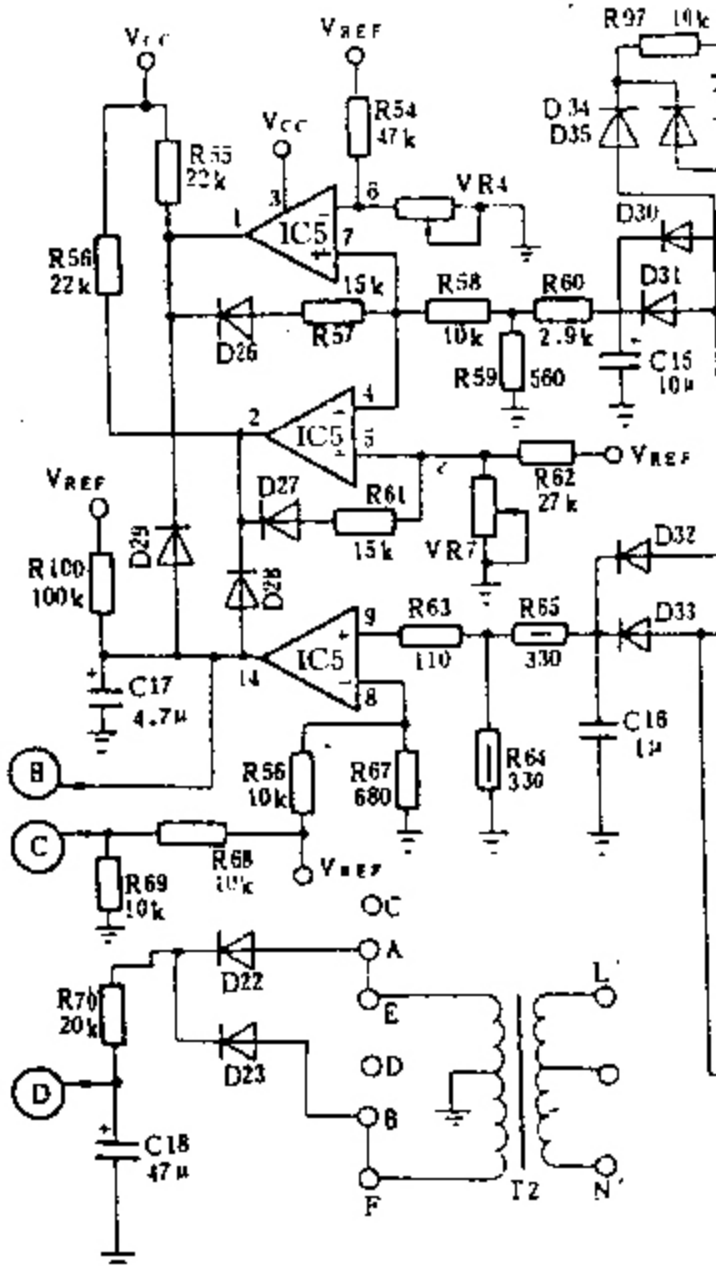 R97 10k
VCC
VREF
R54
47k
D34
D35
VCC
R55
22k
3
6
VR4
1
IC5
−
+
7
D30
R56
22k
15k
R58
R60
D31
D26
R57
10k
2.9k
R59
560
+
C15
10μ
4
2
IC5
−
5
VREF
D27
R61
R62
27k
VREF
D29
15k
VR7
D32
R100
100k
D28
9
R63
R65
D33
+
IC5
110
330
14
−
8
+
C17
4.7μ
C16
1μ
B
R56
10k
R67
680
R64
330
C
R68
10k
VREF
R69
10k
C
A
D22
L'
R70
20k
E
D23
D
D
B
+
C18
47μ
F
T2
N'